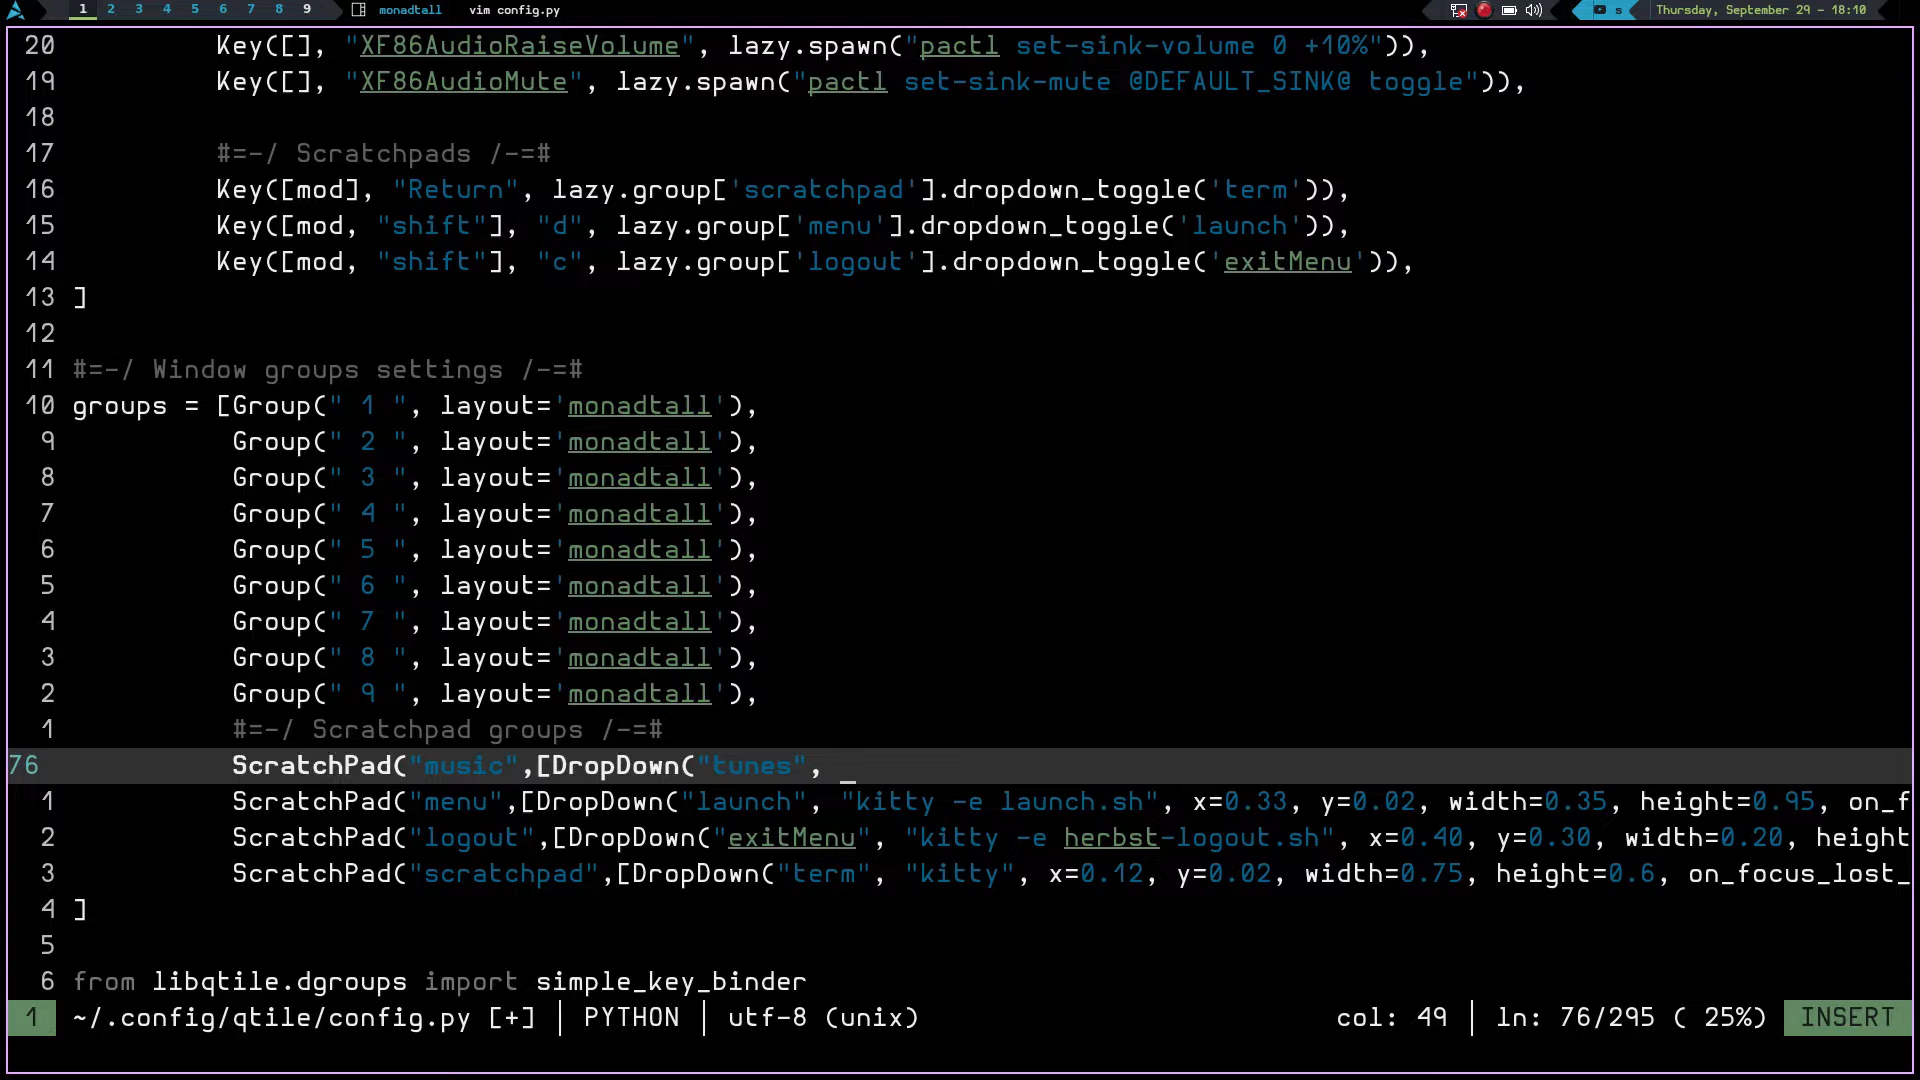 1 2 3 4 5 6 7 8 9 monadtall vim config.py s Thursday, September 29 - 18:10
20 Key([], "XF86AudioRaiseVolume", lazy.spawn("pactl set-sink-volume 0 +10%")),
19 Key([], "XF86AudioMute", lazy.spawn("pactl set-sink-mute @DEFAULT_SINK@ toggle")),
18
17 #=-/ Scratchpads /-=#
16 Key([mod], "Return", lazy.group['scratchpad'].dropdown_toggle('term')),
15 Key([mod, "shift"], "d", lazy.group['menu'].dropdown_toggle('launch')),
14 Key([mod, "shift"], "c", lazy.group['logout'].dropdown_toggle('exitMenu')),
13 ]
12
11 #=-/ Window groups settings /-=#
10 groups = [Group(" 1 ", layout='monadtall'),
9 Group(" 2 ", layout='monadtall'),
8 Group(" 3 ", layout='monadtall'),
7 Group(" 4 ", layout='monadtall'),
6 Group(" 5 ", layout='monadtall'),
5 Group(" 6 ", layout='monadtall'),
4 Group(" 7 ", layout='monadtall'),
3 Group(" 8 ", layout='monadtall'),
2 Group(" 9 ", layout='monadtall'),
1 #=-/ Scratchpad groups /-=#
76 ScratchPad("music",[DropDown("tunes", _
1 ScratchPad("menu",[DropDown("launch", "kitty -e launch.sh", x=0.33, y=0.02, width=0.35, height=0.95, on_f
2 ScratchPad("logout",[DropDown("exitMenu", "kitty -e herbst-logout.sh", x=0.40, y=0.30, width=0.20, height
3 ScratchPad("scratchpad",[DropDown("term", "kitty", x=0.12, y=0.02, width=0.75, height=0.6, on_focus_lost_
4 ]
5
6 from libqtile.dgroups import simple_key_binder
1 ~/.config/qtile/config.py [+] | PYTHON | utf-8 (unix) col: 49 | ln: 76/295 ( 25%) INSERT